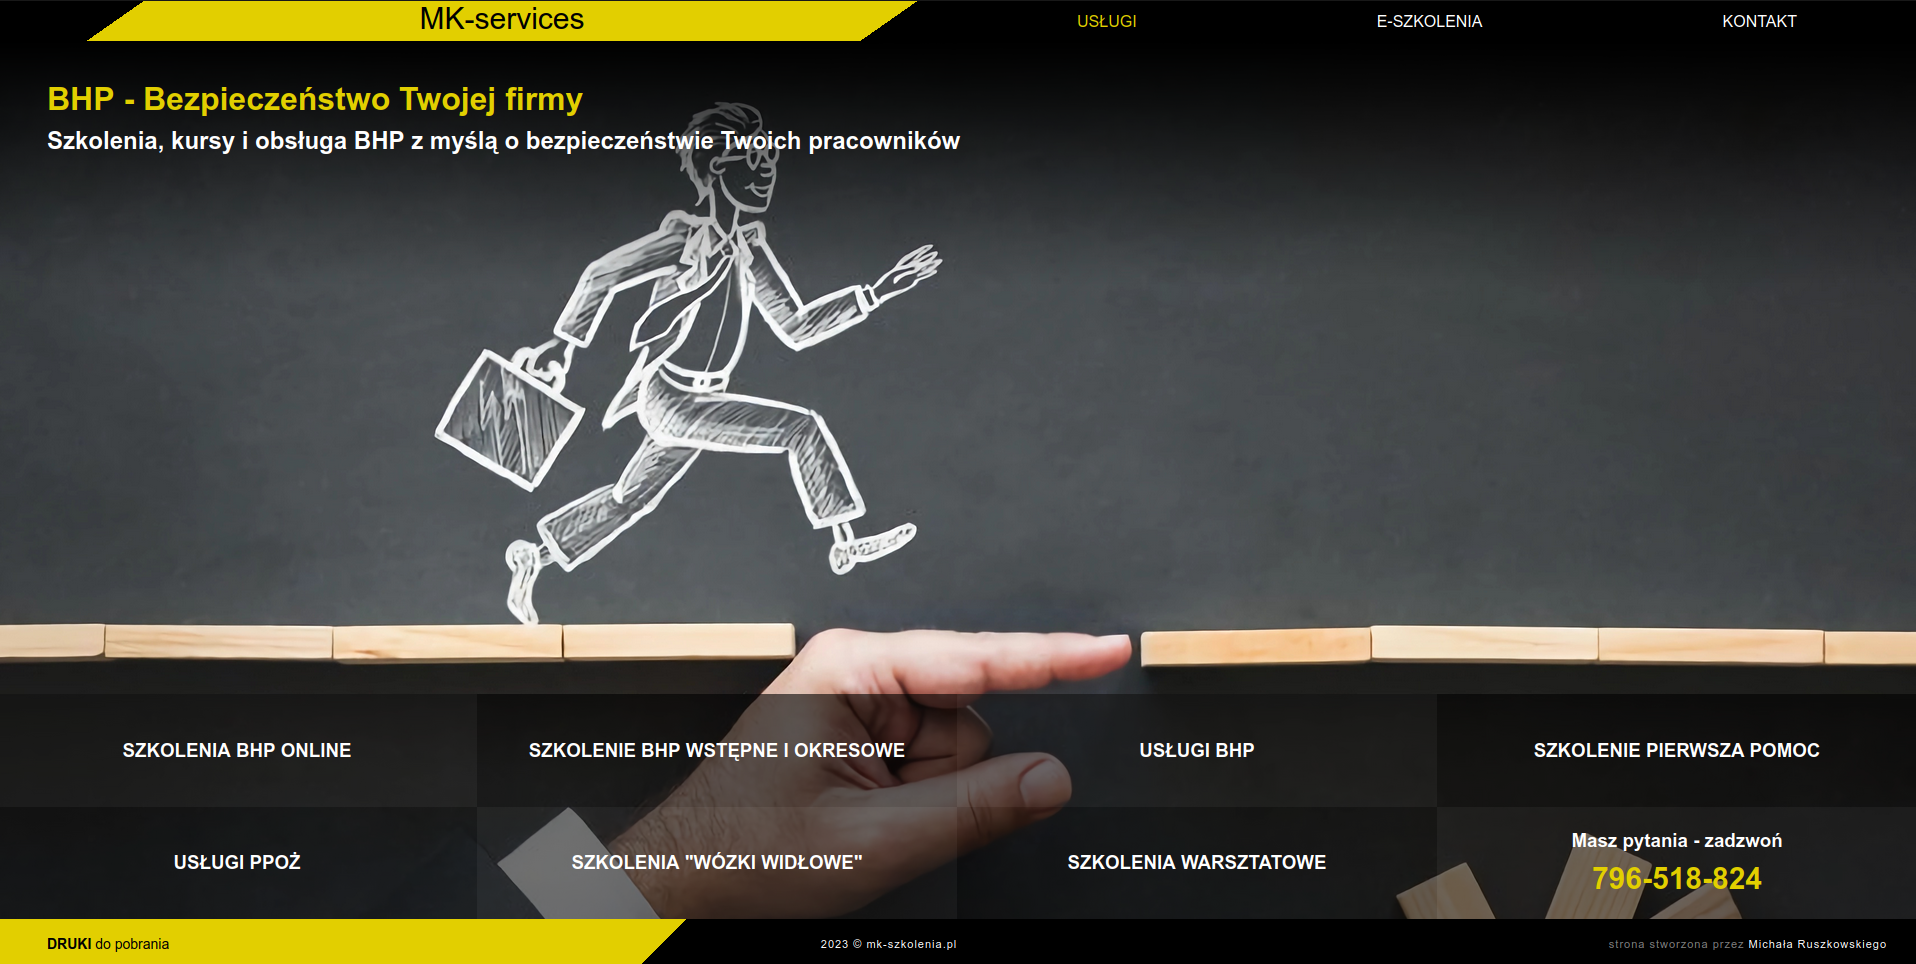 MK-services
USŁUGI
E-SZKOLENIA
KONTAKT
BHP - Bezpieczeństwo Twojej firmy
Szkolenia, kursy i obsługa BHP z myślą o bezpieczeństwie Twoich pracowników
SZKOLENIA BHP ONLINE
SZKOLENIE BHP WSTĘPNE I OKRESOWE
USŁUGI BHP
SZKOLENIE PIERWSZA POMOC
USŁUGI PPOŻ
SZKOLENIA "WÓZKI WIDŁOWE"
SZKOLENIA WARSZTATOWE
Masz pytania - zadzwoń
796-518-824
DRUKI do pobrania
2023 © mk-szkolenia.pl
strona stworzona przez Michała Ruszkowskiego